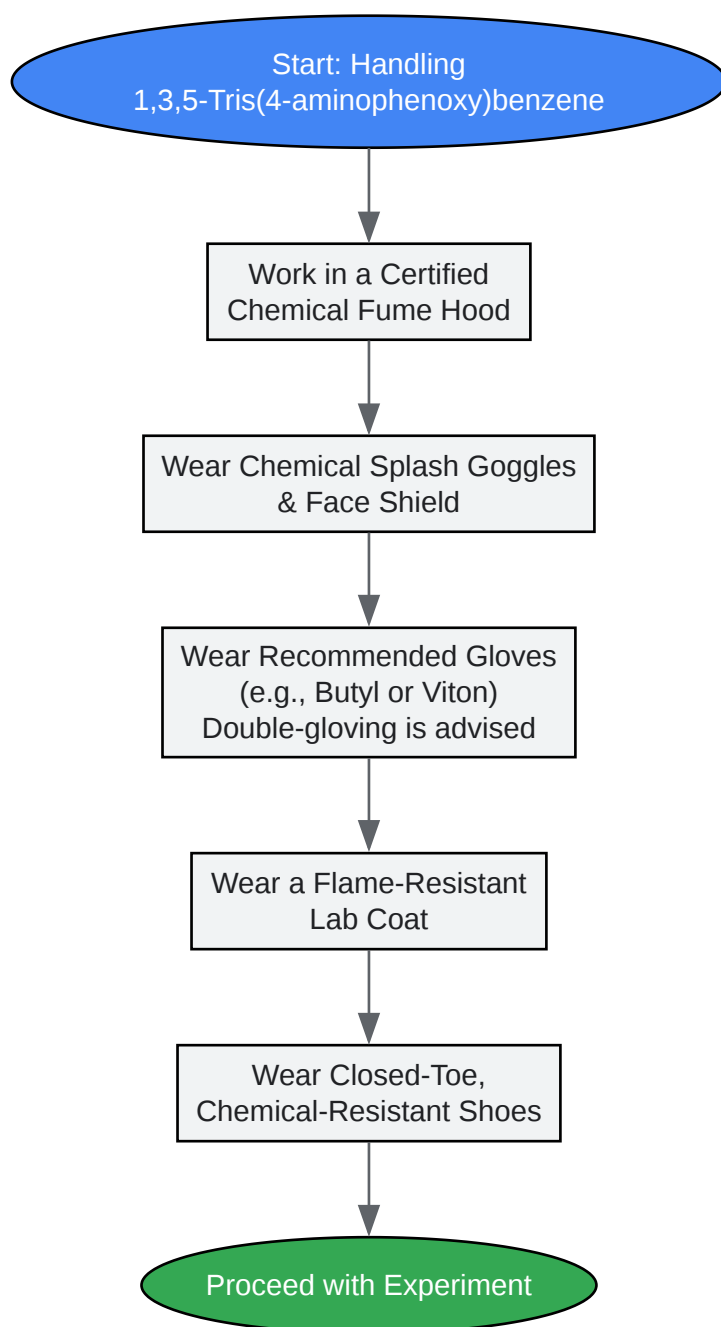 Start: Handling
1,3,5-Tris(4-aminophenoxy)benzene
Work in a Certified
Chemical Fume Hood
Wear Chemical Splash Goggles
& Face Shield
Wear Recommended Gloves
(e.g., Butyl or Viton)
Double-gloving is advised
Wear a Flame-Resistant
Lab Coat
Wear Closed-Toe,
Chemical-Resistant Shoes
Proceed with Experiment